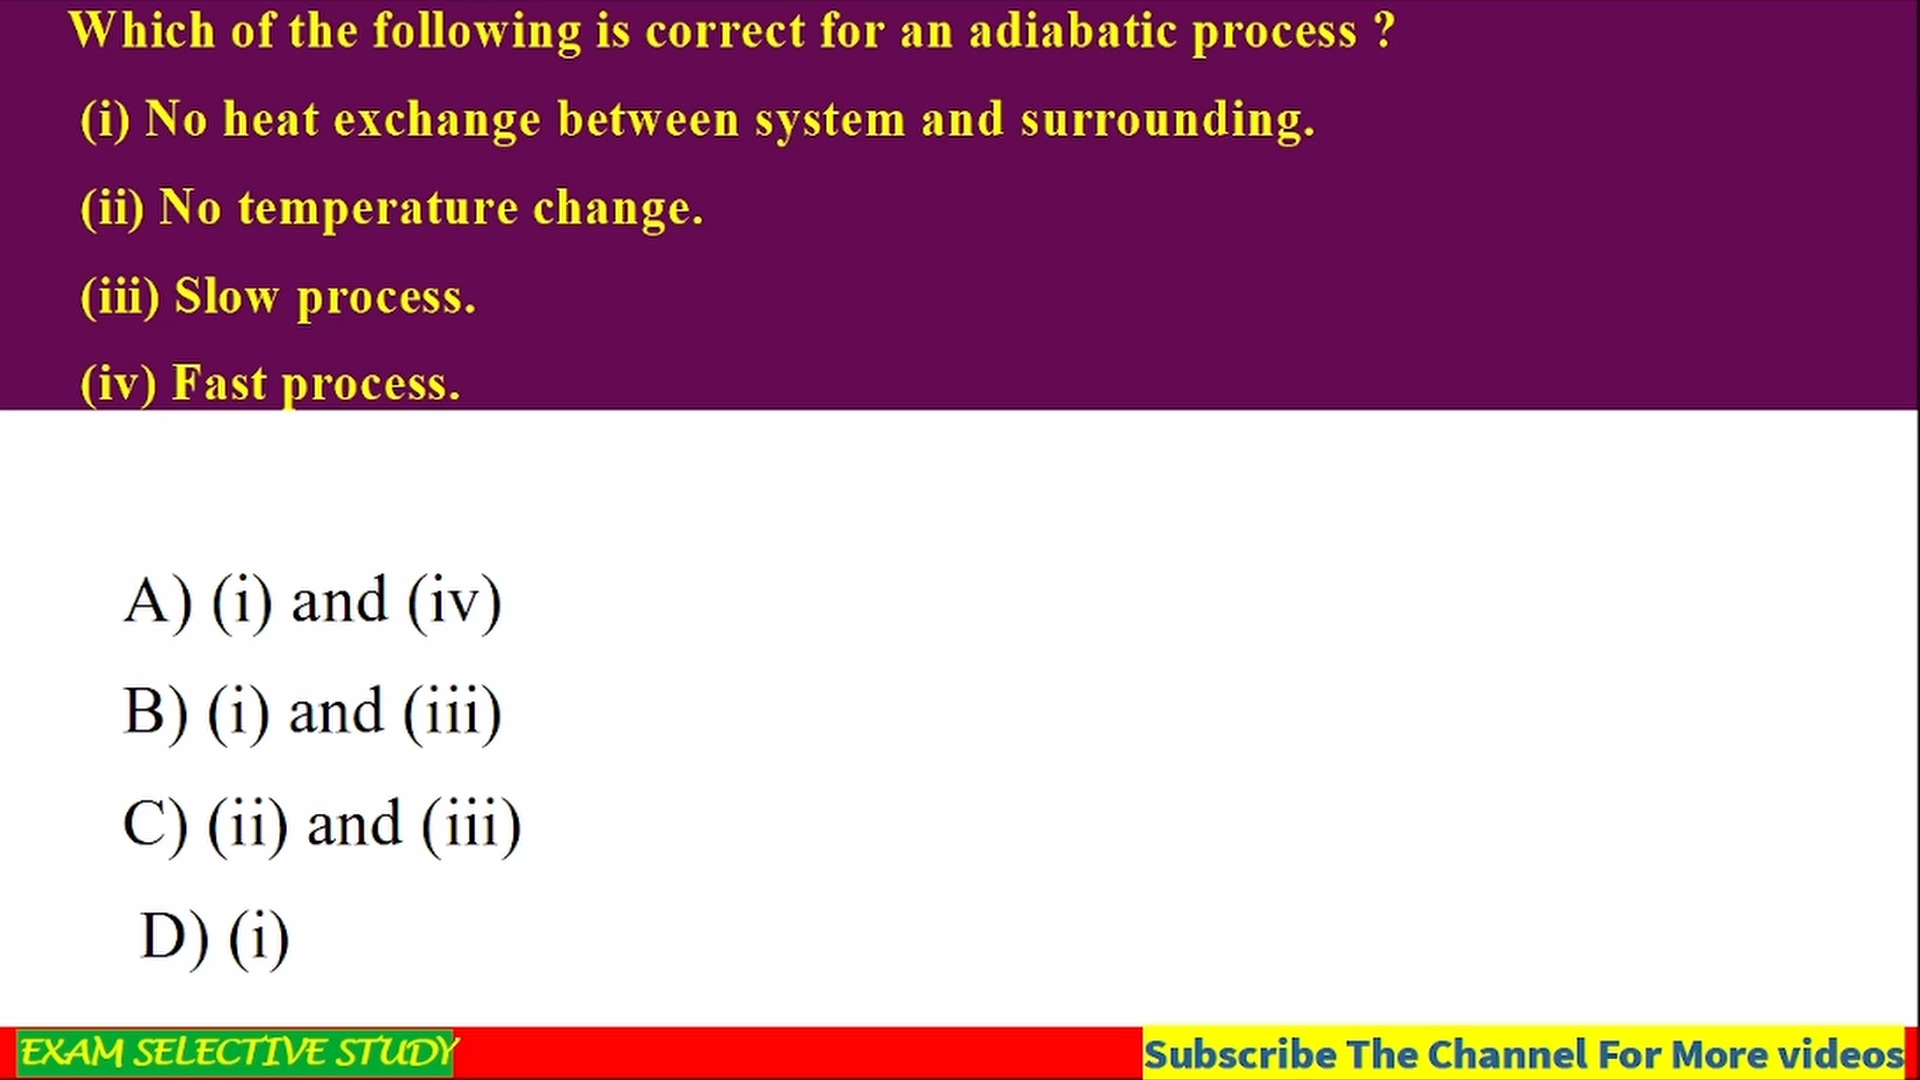 Which of the following is correct for an adiabatic process ?
(i) No heat exchange between system and surrounding.
(ii) No temperature change.
(iii) Slow process.
(iv) Fast process.
A) (i) and (iv)
B) (i) and (iii)
C) (ii) and (iii)
D) (i)
EXAM SELECTIVE STUDY
Subscribe The Channel For More videos